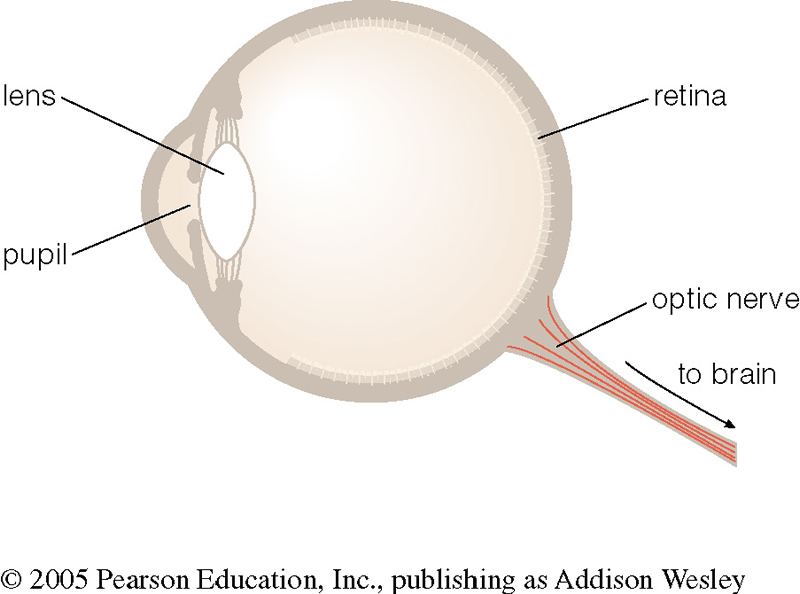 lens
retina
pupil
optic nerve
to brain
© 2005 Pearson Education, Inc., publishing as Addison Wesley